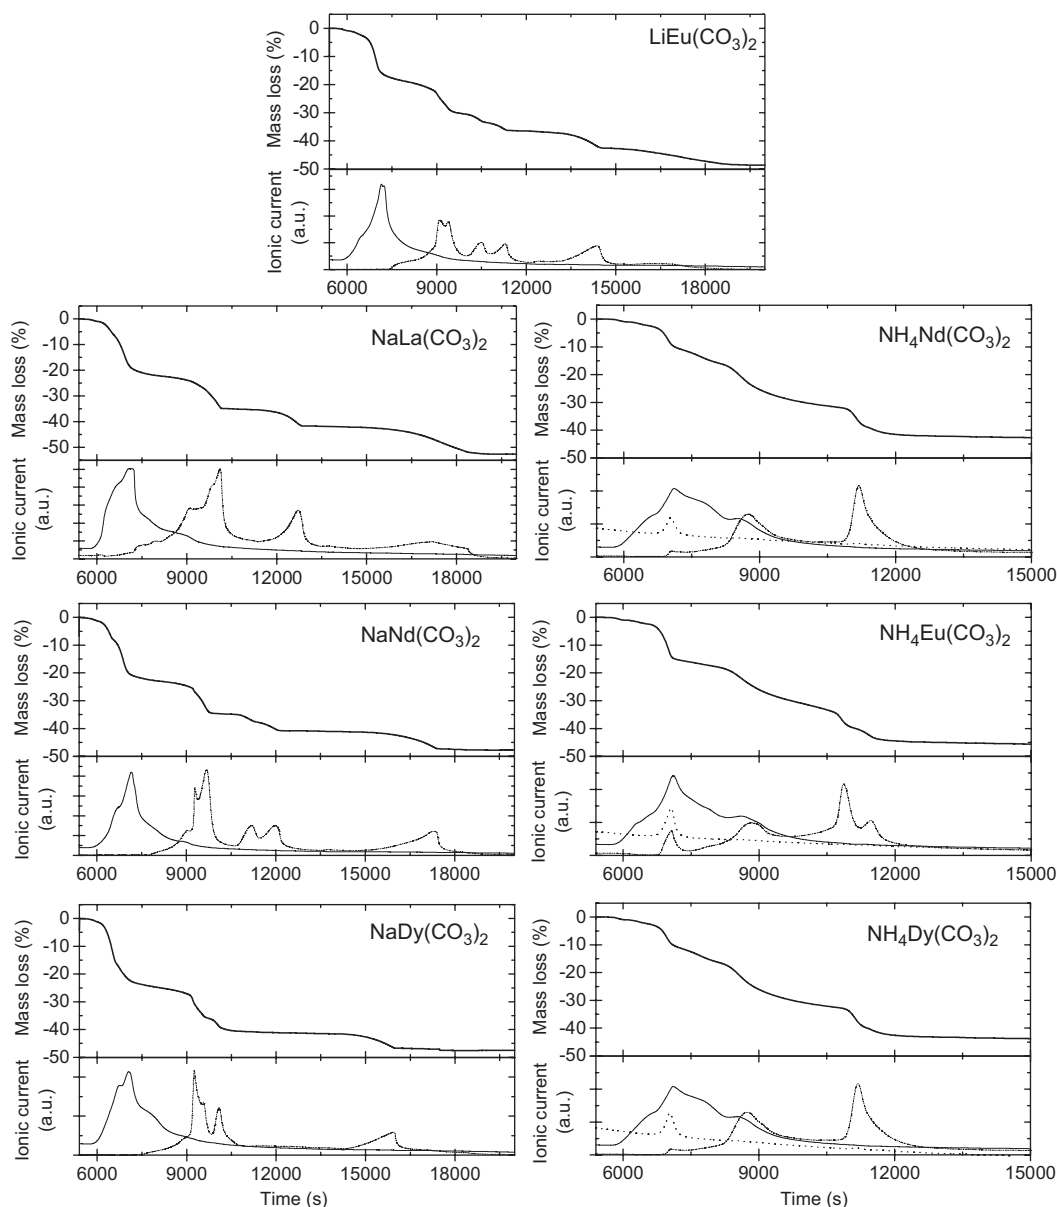 LiEu(CO₃)₂
Mass loss (%)
0
-10
-20
-30
-40
-50
Ionic current
(a.u.)
6000 9000 12000 15000 18000
NaLa(CO₃)₂
Mass loss (%)
0
-10
-20
-30
-40
-50
Ionic current
(a.u.)
6000 9000 12000 15000 18000
NH₄Nd(CO₃)₂
Mass loss (%)
0
-10
-20
-30
-40
-50
Ionic current
(a.u.)
6000 9000 12000 15000
NaNd(CO₃)₂
Mass loss (%)
0
-10
-20
-30
-40
-50
Ionic current
(a.u.)
6000 9000 12000 15000 18000
NH₄Eu(CO₃)₂
Mass loss (%)
0
-10
-20
-30
-40
-50
Ionic current
(a.u.)
6000 9000 12000 15000
NaDy(CO₃)₂
Mass loss (%)
0
-10
-20
-30
-40
-50
Ionic current
(a.u.)
6000 9000 12000 15000 18000
Time (s)
NH₄Dy(CO₃)₂
Mass loss (%)
0
-10
-20
-30
-40
-50
Ionic current
(a.u.)
6000 9000 12000 15000
Time (s)